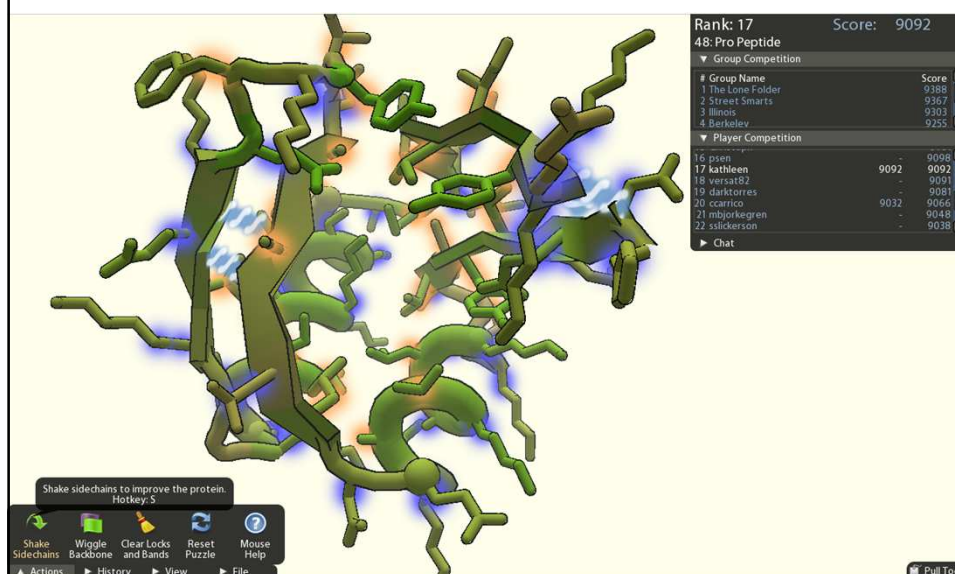 Rank: 17 Score: 9092
48: Pro Peptide
▼ Group Competition
# Group Name Score
1 The Lone Folder 9388
2 Street Smarts 9367
3 Illinois 9303
4 Berkeley 9255
▼ Player Competition
16 psen - 9098
17 kathleen 9092 9092
18 versat82 - 9091
19 darktorres - 9081
20 ccarrico 9032 9066
21 mbjorkegren - 9048
22 sslickerson - 9038
▶ Chat
Shake sidechains to improve the protein.
Hotkey: S
Shake Sidechains
Wiggle Backbone
Clear Locks and Bands
Reset Puzzle
Mouse Help
▲ Actions ▶ History ▶ View ▶ File
Pull To